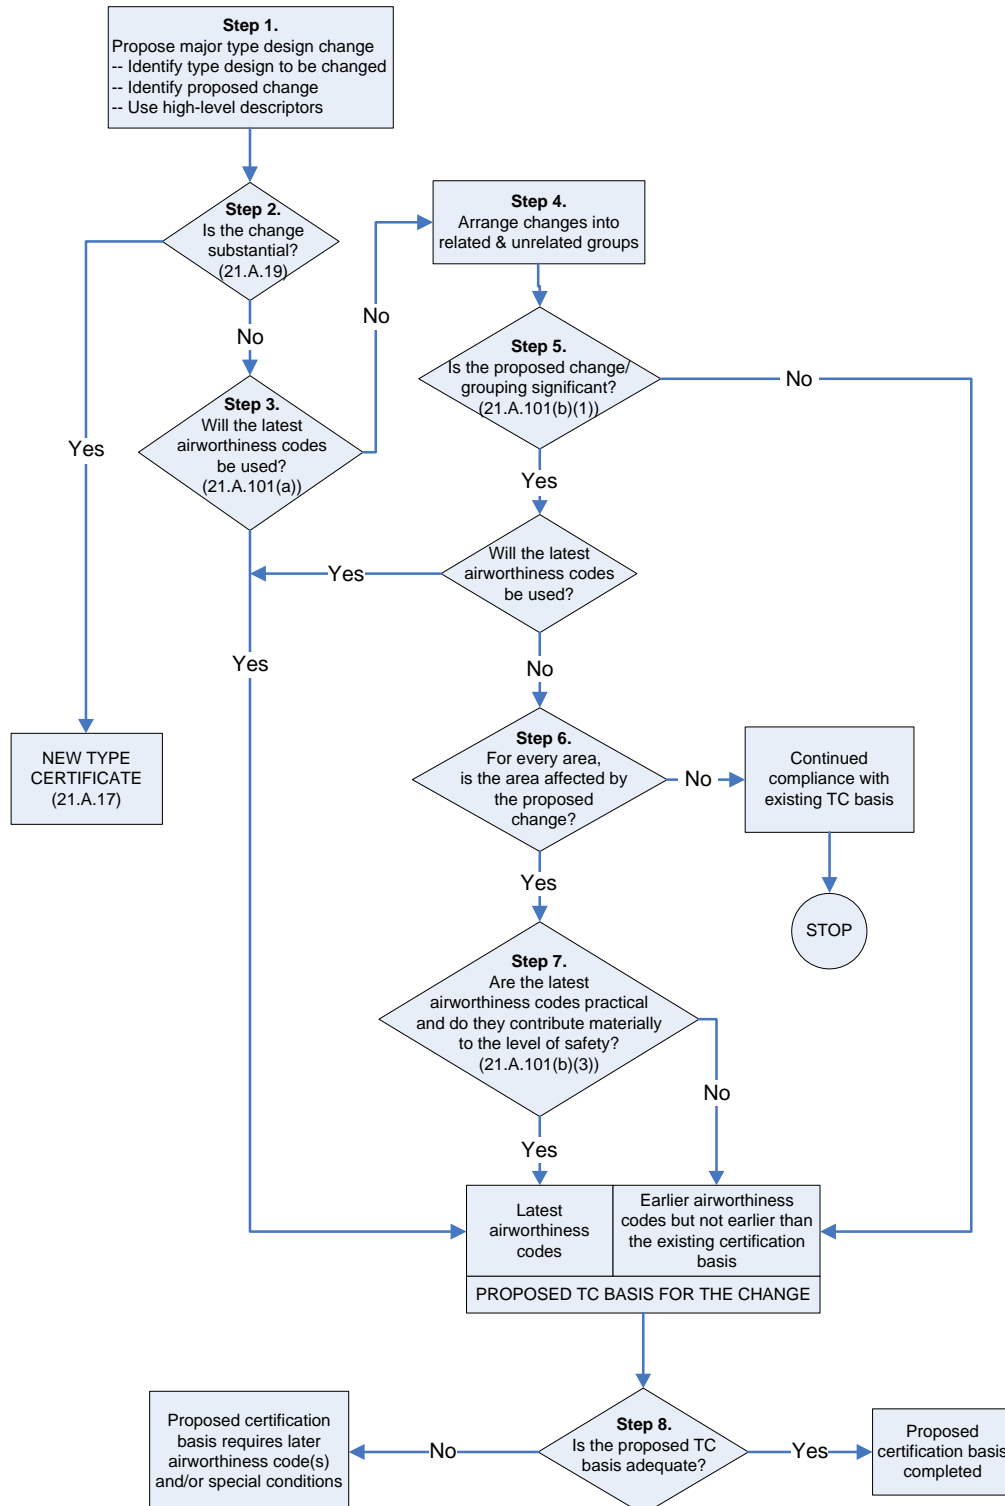 Step 1.
Propose major type design change
-- Identify type design to be changed
-- Identify proposed change
-- Use high-level descriptors
Step 2.
Is the change
substantial?
(21.A.19)
Step 4.
Arrange changes into
related & unrelated groups
No
No
Step 5.
Is the proposed change/
grouping significant?
(21.A.101(b)(1))
No
Step 3.
Will the latest
airworthiness codes
be used?
(21.A.101(a))
Yes
Yes
Will the latest
airworthiness codes
be used?
Yes
Yes
No
NEW TYPE
CERTIFICATE
(21.A.17)
Step 6.
For every area,
is the area affected by
the proposed
change?
No
Continued
compliance with
existing TC basis
Yes
STOP
Step 7.
Are the latest
airworthiness codes practical
and do they contribute materially
to the level of safety?
(21.A.101(b)(3))
No
Yes
Latest
airworthiness
codes
Earlier airworthiness
codes but not earlier than
the existing certification
basis
PROPOSED TC BASIS FOR THE CHANGE
Step 8.
Is the proposed TC
basis adequate?
No
Yes
Proposed certification
basis requires later
airworthiness code(s)
and/or special conditions
Proposed
certification basis
completed